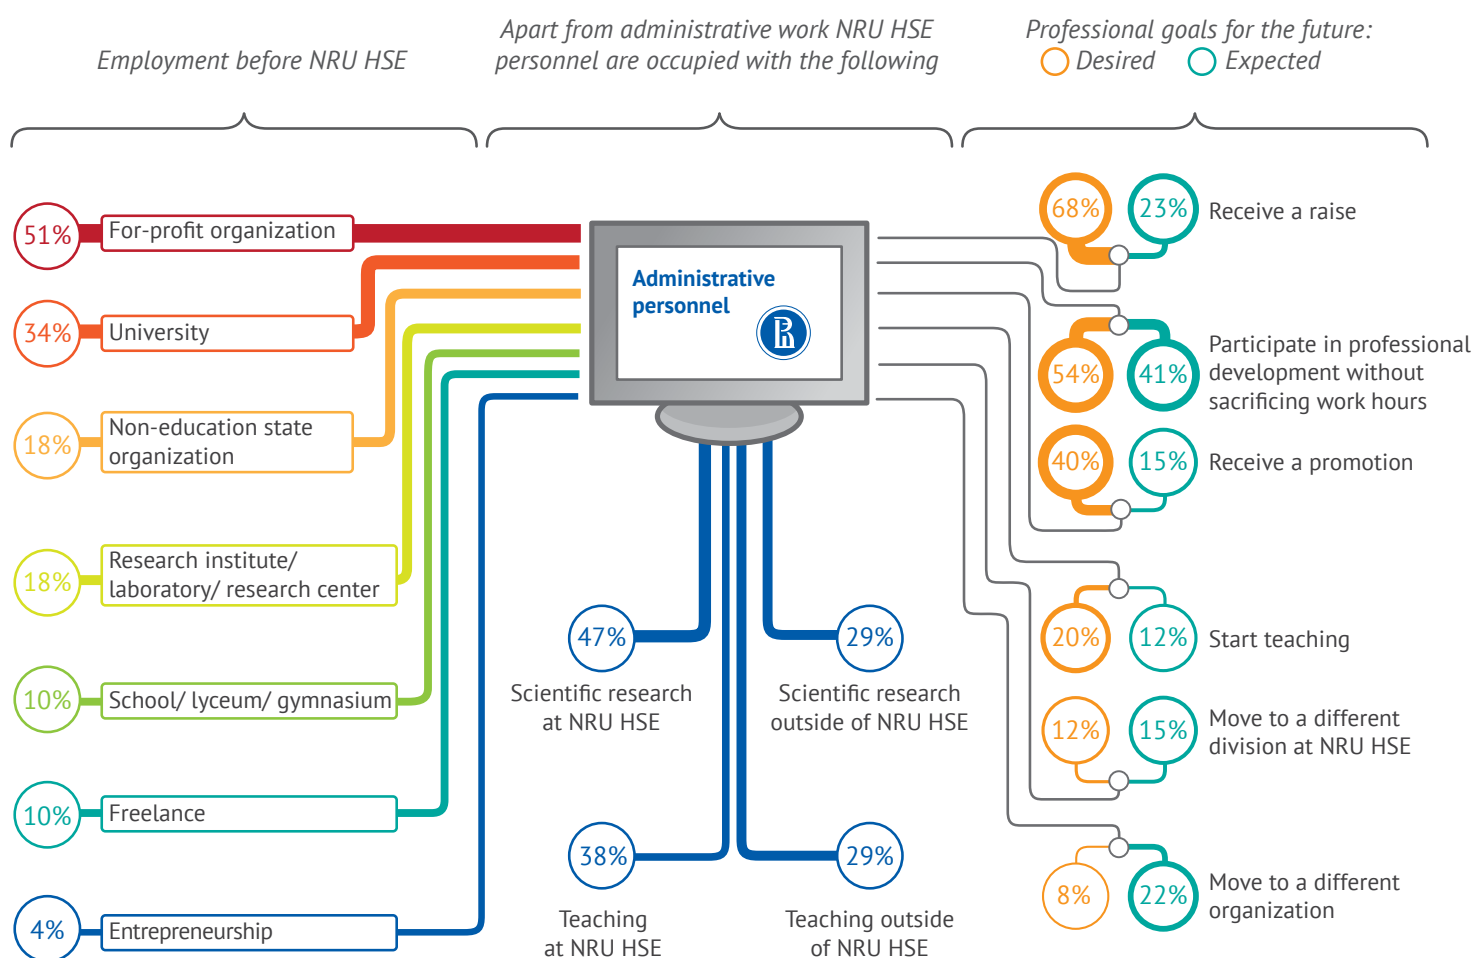 Employment before NRU HSE
Apart from administrative work NRU HSE
personnel are occupied with the following
Professional goals for the future:
Desired
Expected
51%
For-profit organization
34%
University
18%
Non-education state
organization
18%
Research institute/
laboratory/ research center
10%
School/ lyceum/ gymnasium
10%
Freelance
4%
Entrepreneurship
Administrative
personnel
47%
Scientific research
at NRU HSE
29%
Scientific research
outside of NRU HSE
38%
Teaching
at NRU HSE
29%
Teaching outside
of NRU HSE
68%
23%
Receive a raise
54%
41%
Participate in professional
development without
sacrificing work hours
40%
15%
Receive a promotion
20%
12%
Start teaching
12%
15%
Move to a different
division at NRU HSE
8%
22%
Move to a different
organization